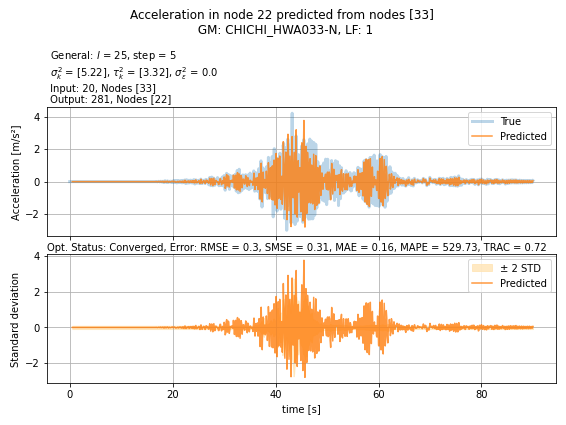 Acceleration in node 22 predicted from nodes [33]
GM: CHICHI_HWA033-N, LF: 1
General: l = 25, step = 5
σ²ₖ = [5.22], τ²ₖ = [3.32], σ²ε = 0.0
Input: 20, Nodes [33]
Output: 281, Nodes [22]
Acceleration [m/s²]
4
2
0
−2
True
Predicted
Opt. Status: Converged, Error: RMSE = 0.3, SMSE = 0.31, MAE = 0.16, MAPE = 529.73, TRAC = 0.72
Standard deviation
4
2
0
−2
± 2 STD
Predicted
0 20 40 60 80
time [s]